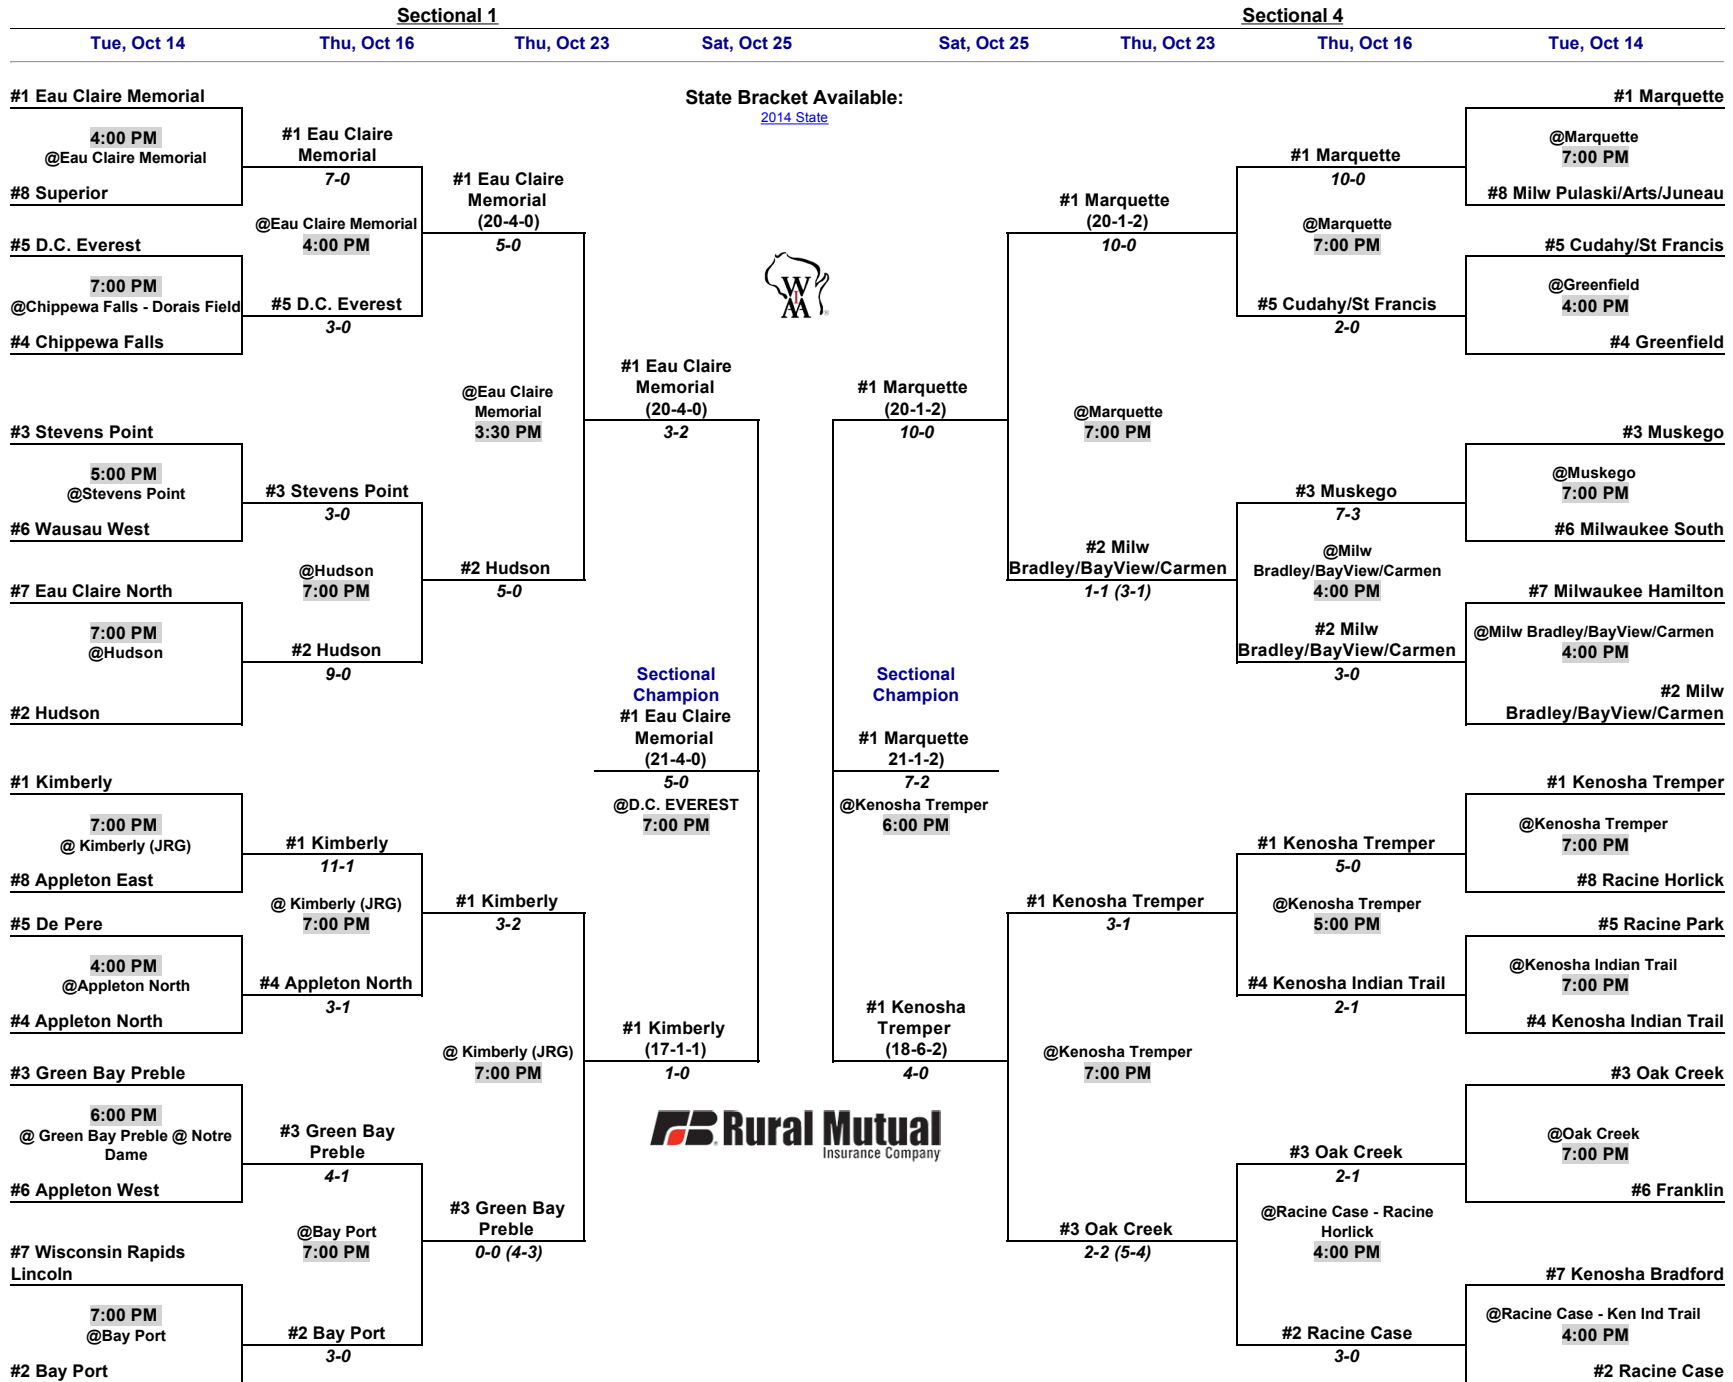 Sectional 1
Sectional 4
Tue, Oct 14
Thu, Oct 16
Thu, Oct 23
Sat, Oct 25
Sat, Oct 25
Thu, Oct 23
Thu, Oct 16
Tue, Oct 14
State Bracket Available:
2014 State
#1 Eau Claire Memorial
4:00 PM
@Eau Claire Memorial
#8 Superior
#5 D.C. Everest
7:00 PM
@Chippewa Falls - Dorais Field
#4 Chippewa Falls
#3 Stevens Point
5:00 PM
@Stevens Point
#6 Wausau West
#7 Eau Claire North
7:00 PM
@Hudson
#2 Hudson
#1 Kimberly
7:00 PM
@ Kimberly (JRG)
#8 Appleton East
#5 De Pere
4:00 PM
@Appleton North
#4 Appleton North
#3 Green Bay Preble
6:00 PM
@ Green Bay Preble @ Notre
Dame
#6 Appleton West
#7 Wisconsin Rapids
Lincoln
7:00 PM
@Bay Port
#2 Bay Port
#1 Eau Claire
Memorial
7-0
@Eau Claire Memorial
4:00 PM
#5 D.C. Everest
3-0
#3 Stevens Point
3-0
@Hudson
7:00 PM
#2 Hudson
9-0
#1 Kimberly
11-1
@ Kimberly (JRG)
7:00 PM
#4 Appleton North
3-1
#3 Green Bay
Preble
4-1
@Bay Port
7:00 PM
#2 Bay Port
3-0
#1 Eau Claire
Memorial
(20-4-0)
5-0
@Eau Claire
Memorial
3:30 PM
#2 Hudson
5-0
#1 Kimberly
3-2
@ Kimberly (JRG)
7:00 PM
#3 Green Bay
Preble
0-0 (4-3)
#1 Eau Claire
Memorial
(20-4-0)
3-2
Sectional
Champion
#1 Eau Claire
Memorial
(21-4-0)
5-0
@D.C. EVEREST
7:00 PM
#1 Kimberly
(17-1-1)
1-0
WIAA
®
Rural Mutual
Insurance Company
#1 Marquette
(20-1-2)
10-0
Sectional
Champion
#1 Marquette
21-1-2)
7-2
@Kenosha Tremper
6:00 PM
#1 Kenosha
Tremper
(18-6-2)
4-0
#1 Marquette
(20-1-2)
10-0
@Marquette
7:00 PM
#2 Milw
Bradley/BayView/Carmen
1-1 (3-1)
#1 Kenosha Tremper
3-1
@Kenosha Tremper
7:00 PM
#3 Oak Creek
2-2 (5-4)
#1 Marquette
10-0
@Marquette
7:00 PM
#5 Cudahy/St Francis
2-0
#3 Muskego
7-3
@Milw
Bradley/BayView/Carmen
4:00 PM
#2 Milw
Bradley/BayView/Carmen
3-0
#1 Kenosha Tremper
5-0
@Kenosha Tremper
5:00 PM
#4 Kenosha Indian Trail
2-1
#3 Oak Creek
2-1
@Racine Case - Racine
Horlick
4:00 PM
#2 Racine Case
3-0
#1 Marquette
@Marquette
7:00 PM
#8 Milw Pulaski/Arts/Juneau
#5 Cudahy/St Francis
@Greenfield
4:00 PM
#4 Greenfield
#3 Muskego
@Muskego
7:00 PM
#6 Milwaukee South
#7 Milwaukee Hamilton
@Milw Bradley/BayView/Carmen
4:00 PM
#2 Milw
Bradley/BayView/Carmen
#1 Kenosha Tremper
@Kenosha Tremper
7:00 PM
#8 Racine Horlick
#5 Racine Park
@Kenosha Indian Trail
7:00 PM
#4 Kenosha Indian Trail
#3 Oak Creek
@Oak Creek
7:00 PM
#6 Franklin
#7 Kenosha Bradford
@Racine Case - Ken Ind Trail
4:00 PM
#2 Racine Case